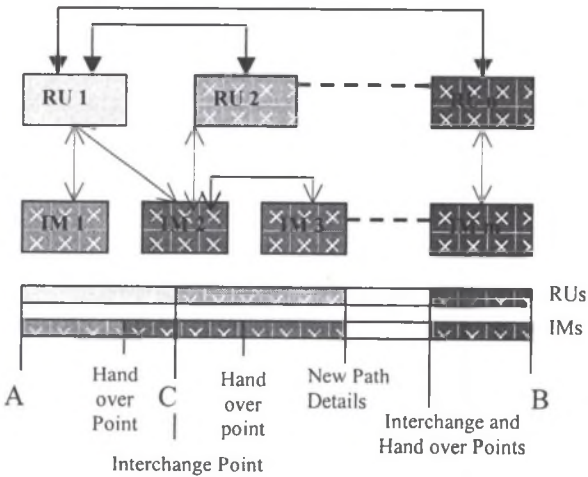 RU 1
RU 2
RU n
IM 1
IM 2
IM 3
RUs
IMs
A
Hand
over
Point
C
Hand
over
point
New Path
Details
B
Interchange and
Hand over Points
Interchange Point